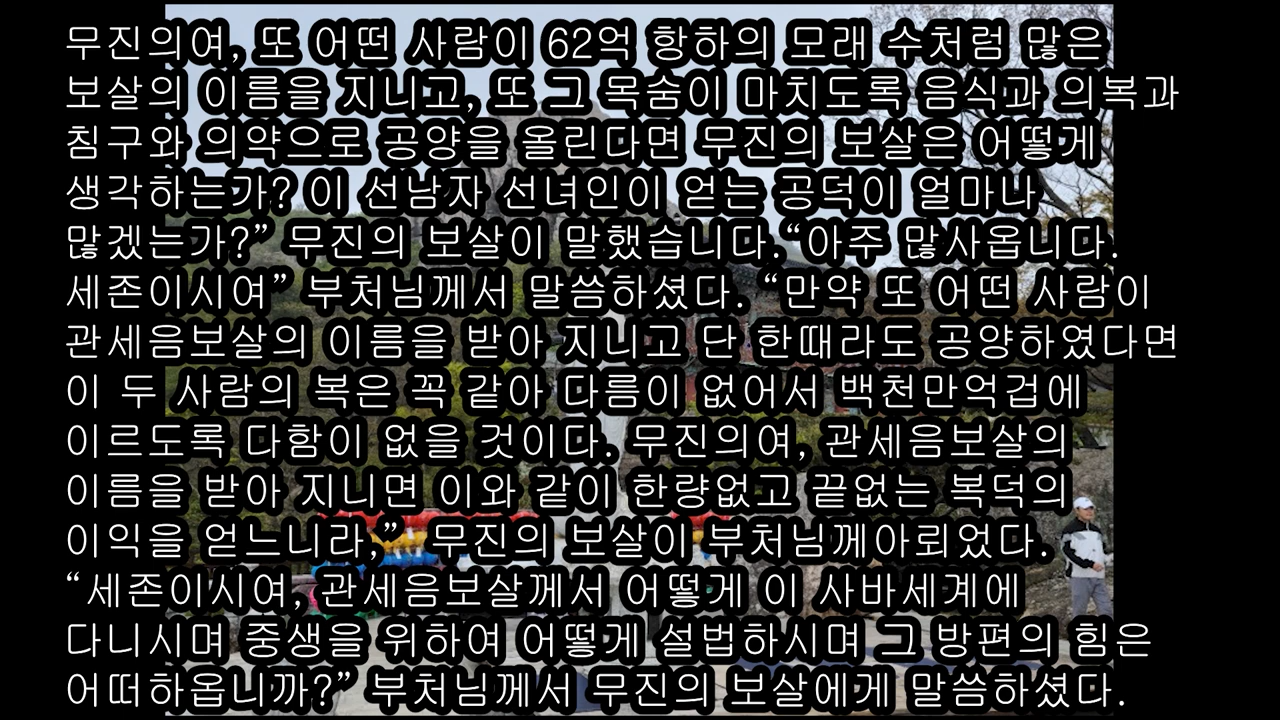 무진의여, 또 어떤 사람이 62억 항하의 모래 수처럼 많은
보살의 이름을 지니고, 또 그 목숨이 마치도록 음식과 의복과
침구와 의약으로 공양을 올린다면 무진의 보살은 어떻게
생각하는가? 이 선남자 선녀인이 얻는 공덕이 얼마나
많겠는가?” 무진의 보살이 말했습니다.“아주 많사옵니다.
세존이시여” 부처님께서 말씀하셨다. “만약 또 어떤 사람이
관세음보살의 이름을 받아 지니고 단 한때라도 공양하였다면
이 두 사람의 복은 꼭 같아 다름이 없어서 백천만억겁에
이르도록 다함이 없을 것이다. 무진의여, 관세음보살의
이름을 받아 지니면 이와 같이 한량없고 끝없는 복덕의
이익을 얻느니라,” 무진의 보살이 부처님께아뢰었다.
“세존이시여, 관세음보살께서 어떻게 이 사바세계에
다니시며 중생을 위하여 어떻게 설법하시며 그 방편의 힘은
어떠하옵니까?” 부처님께서 무진의 보살에게 말씀하셨다.